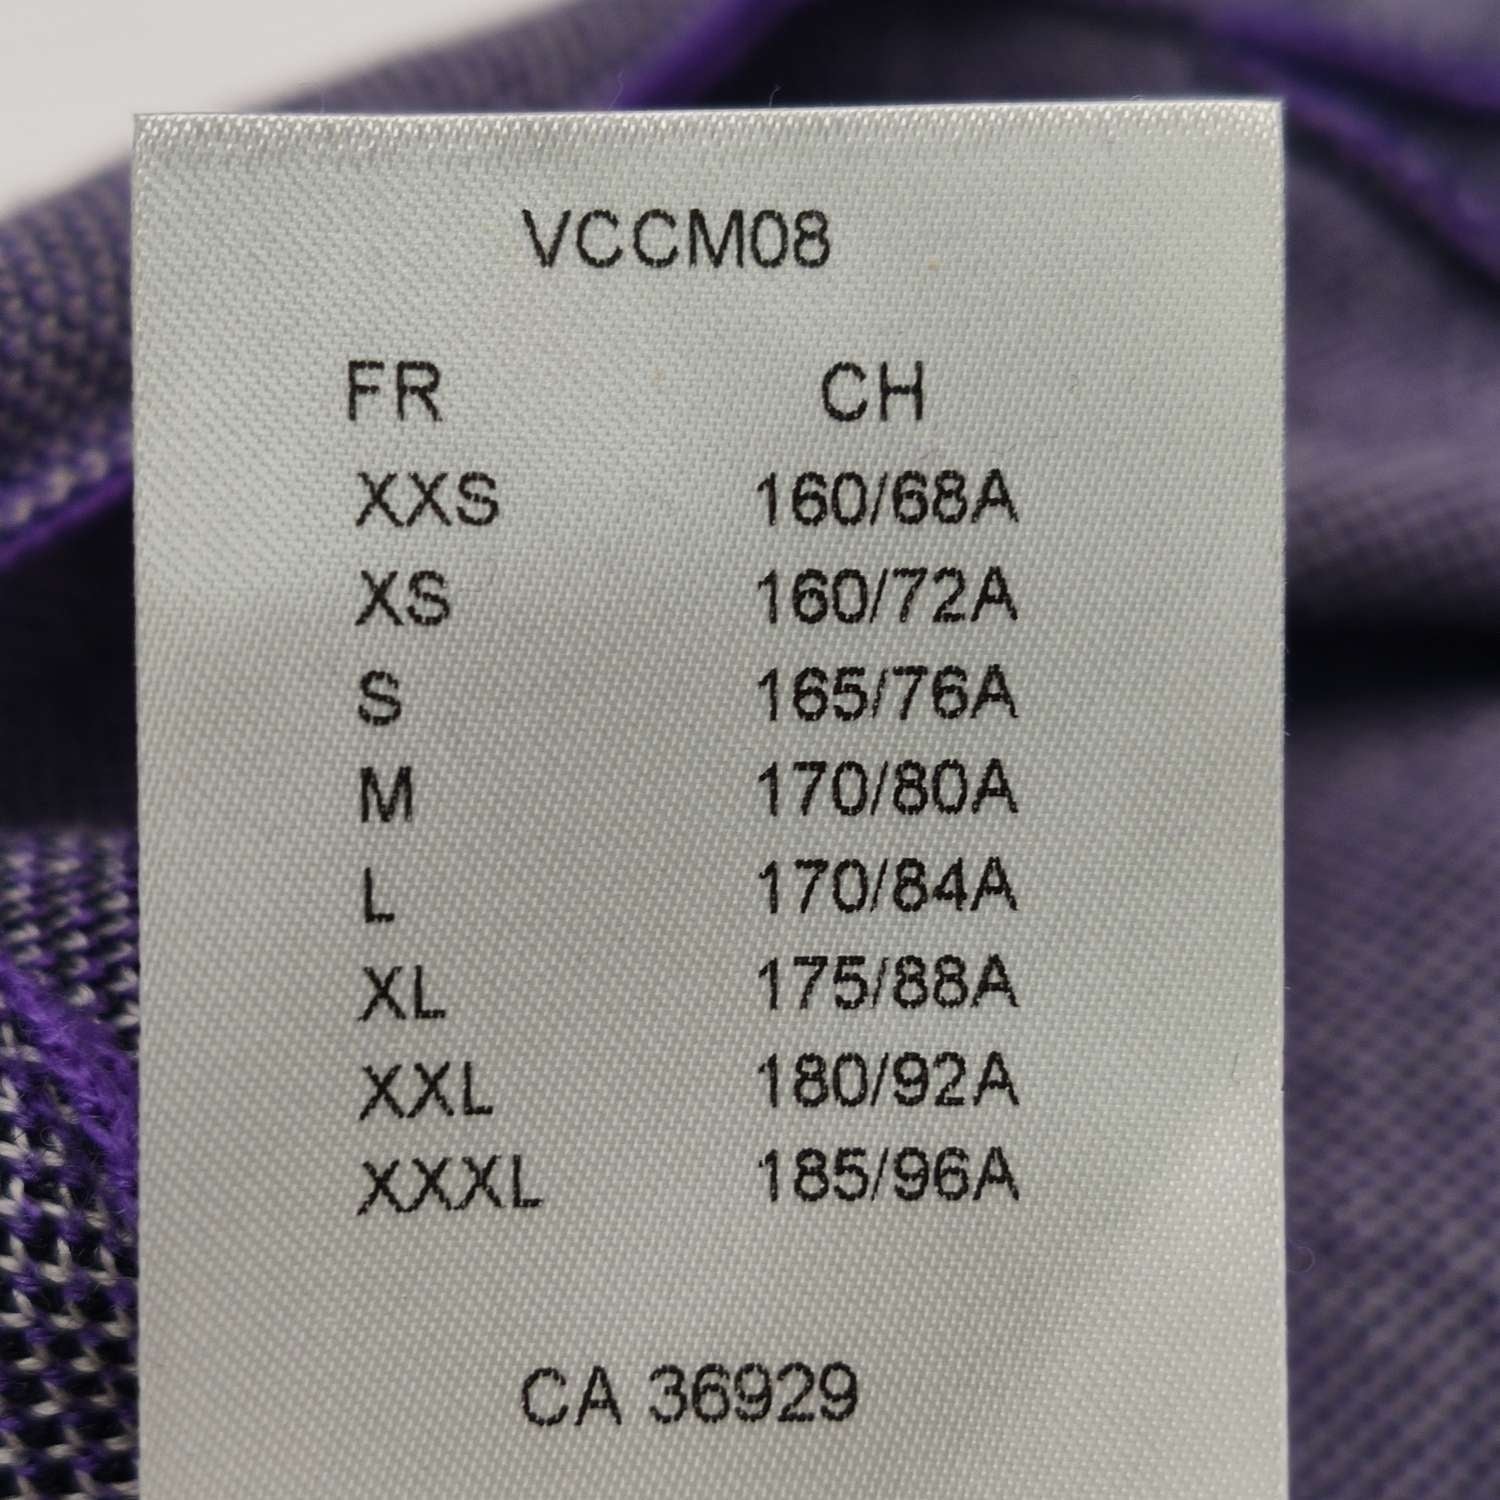 VCCM08
FR CH
XXS 160/68A
XS 160/72A
S 165/76A
M 170/80A
L 170/84A
XL 175/88A
XXL 180/92A
XXXL 185/96A
CA 36929